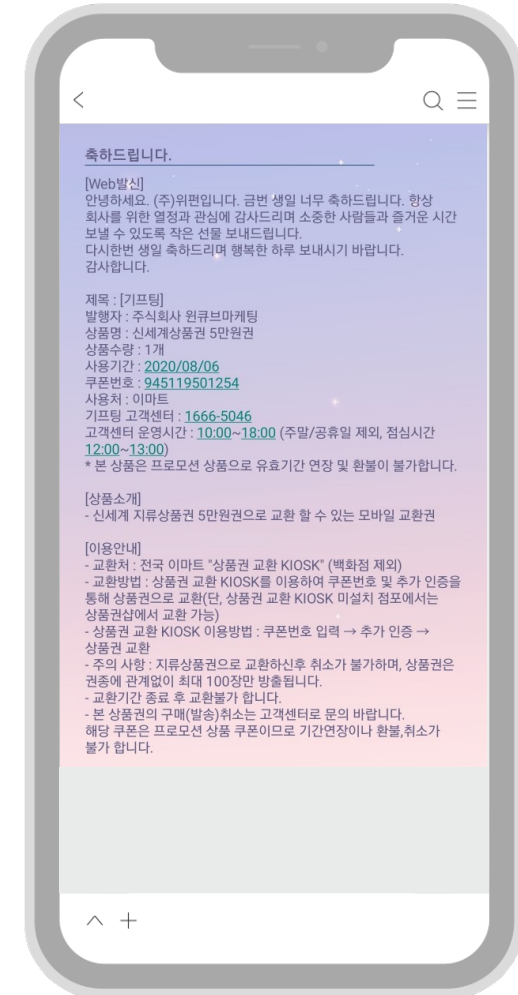 축하드립니다.
[Web발신]
안녕하세요. (주)위펀입니다. 금번 생일 너무 축하드립니다. 항상
회사를 위한 열정과 관심에 감사드리며 소중한 사람들과 즐거운 시간
보낼 수 있도록 작은 선물 보내드립니다.
다시한번 생일 축하드리며 행복한 하루 보내시기 바랍니다.
감사합니다.
제목 : [기프팅]
발행자 : 주식회사 윈큐브마케팅
상품명 : 신세계상품권 5만원권
상품수량 : 1개
사용기간 : 2020/08/06
쿠폰번호 : 945119501254
사용처 : 이마트
기프팅 고객센터 : 1666-5046
고객센터 운영시간 : 10:00~18:00 (주말/공휴일 제외, 점심시간
12:00~13:00)
* 본 상품은 프로모션 상품으로 유효기간 연장 및 환불이 불가합니다.
[상품소개]
- 신세계 지류상품권 5만원권으로 교환 할 수 있는 모바일 교환권
[이용안내]
- 교환처 : 전국 이마트 "상품권 교환 KIOSK" (백화점 제외)
- 교환방법 : 상품권 교환 KIOSK를 이용하여 쿠폰번호 및 추가 인증을
통해 상품권으로 교환(단, 상품권 교환 KIOSK 미설치 점포에서는
상품권샵에서 교환 가능)
- 상품권 교환 KIOSK 이용방법 : 쿠폰번호 입력 → 추가 인증 →
상품권 교환
- 주의 사항 : 지류상품권으로 교환하신후 취소가 불가하며, 상품권은
권종에 관계없이 최대 100장만 방출됩니다.
- 교환기간 종료 후 교환불가 합니다.
- 본 상품권의 구매(발송)취소는 고객센터로 문의 바랍니다.
해당 쿠폰은 프로모션 상품 쿠폰이므로 기간연장이나 환불,취소가
불가 합니다.